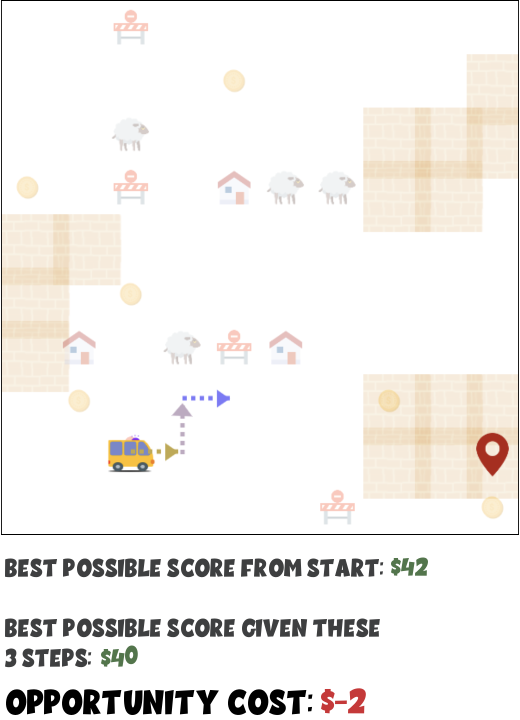 BEST POSSIBLE SCORE FROM START: $42
BEST POSSIBLE SCORE GIVEN THESE
3 STEPS: $40
OPPORTUNITY COST: $-2